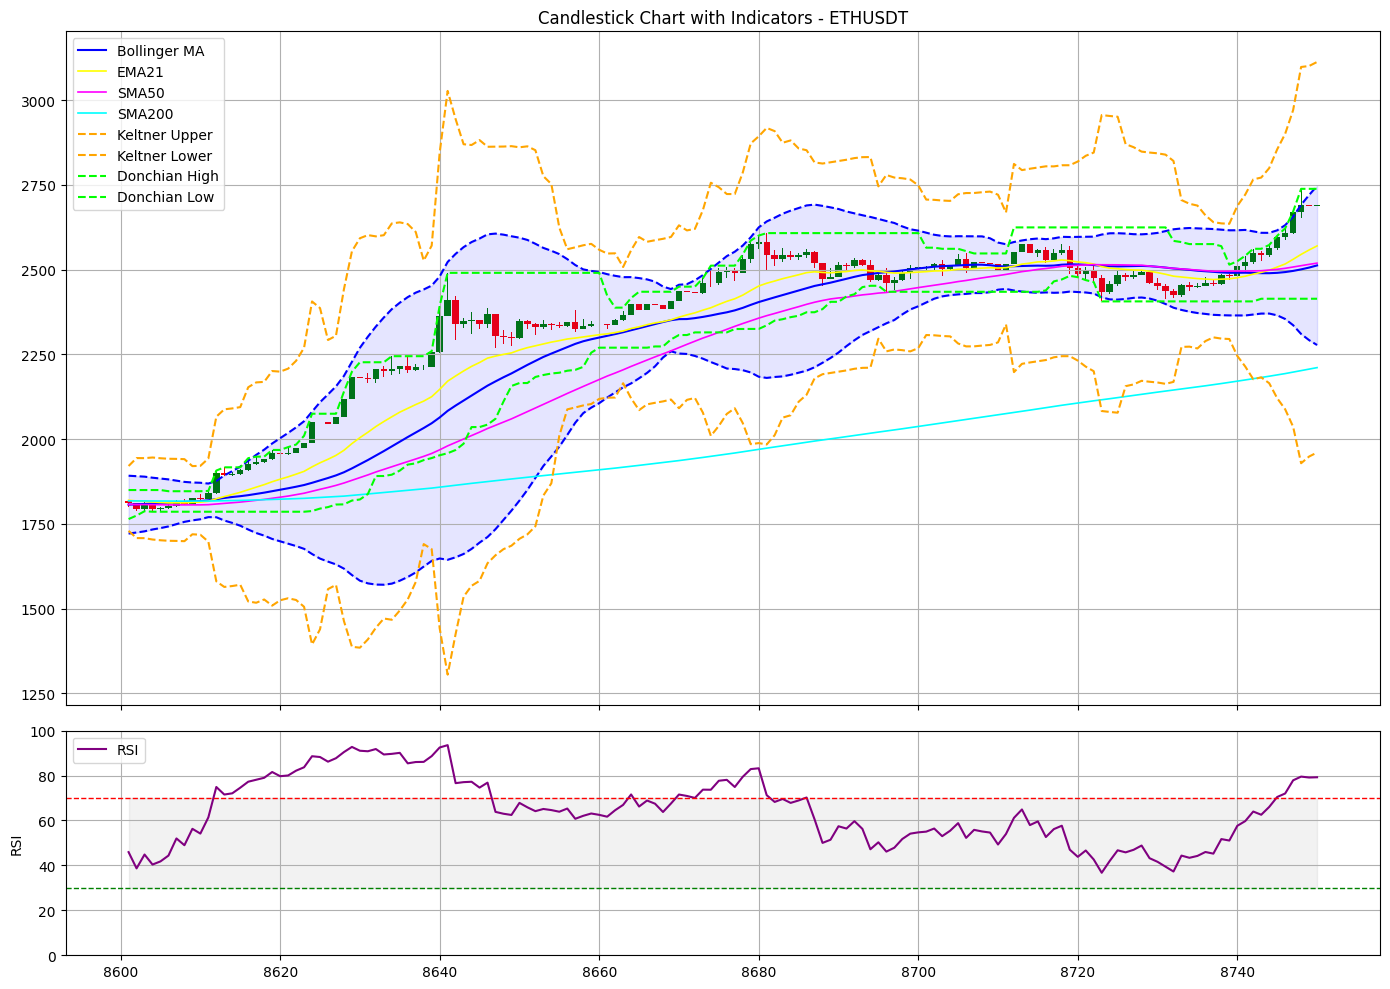 Candlestick Chart with Indicators - ETHUSDT
Bollinger MA
EMA21
SMA50
SMA200
Keltner Upper
Keltner Lower
Donchian High
Donchian Low
3000
2750
2500
2250
2000
1750
1500
1250
RSI
100
80
60
40
20
0
RSI
8600
8620
8640
8660
8680
8700
8720
8740